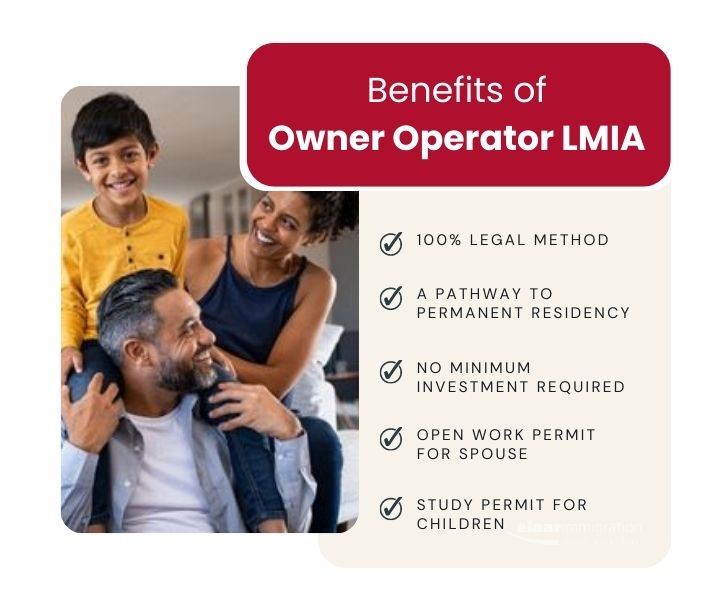 Benefits of
Owner Operator LMIA
100% LEGAL METHOD
A PATHWAY TO
PERMANENT RESIDENCY
NO MINIMUM
INVESTMENT REQUIRED
OPEN WORK PERMIT
FOR SPOUSE
STUDY PERMIT FOR
CHILDREN
elaarimmigration